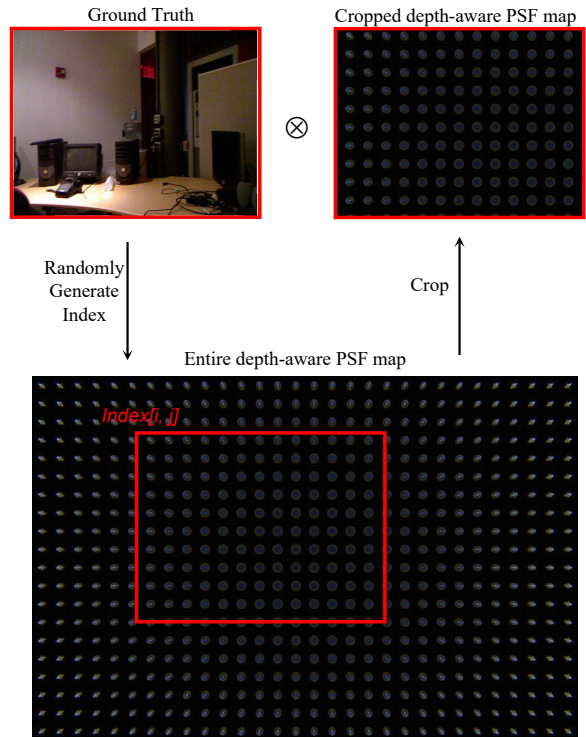 Ground Truth
Cropped depth-aware PSF map
⊗
Randomly
Generate
Index
Crop
Entire depth-aware PSF map
Index[i, j]